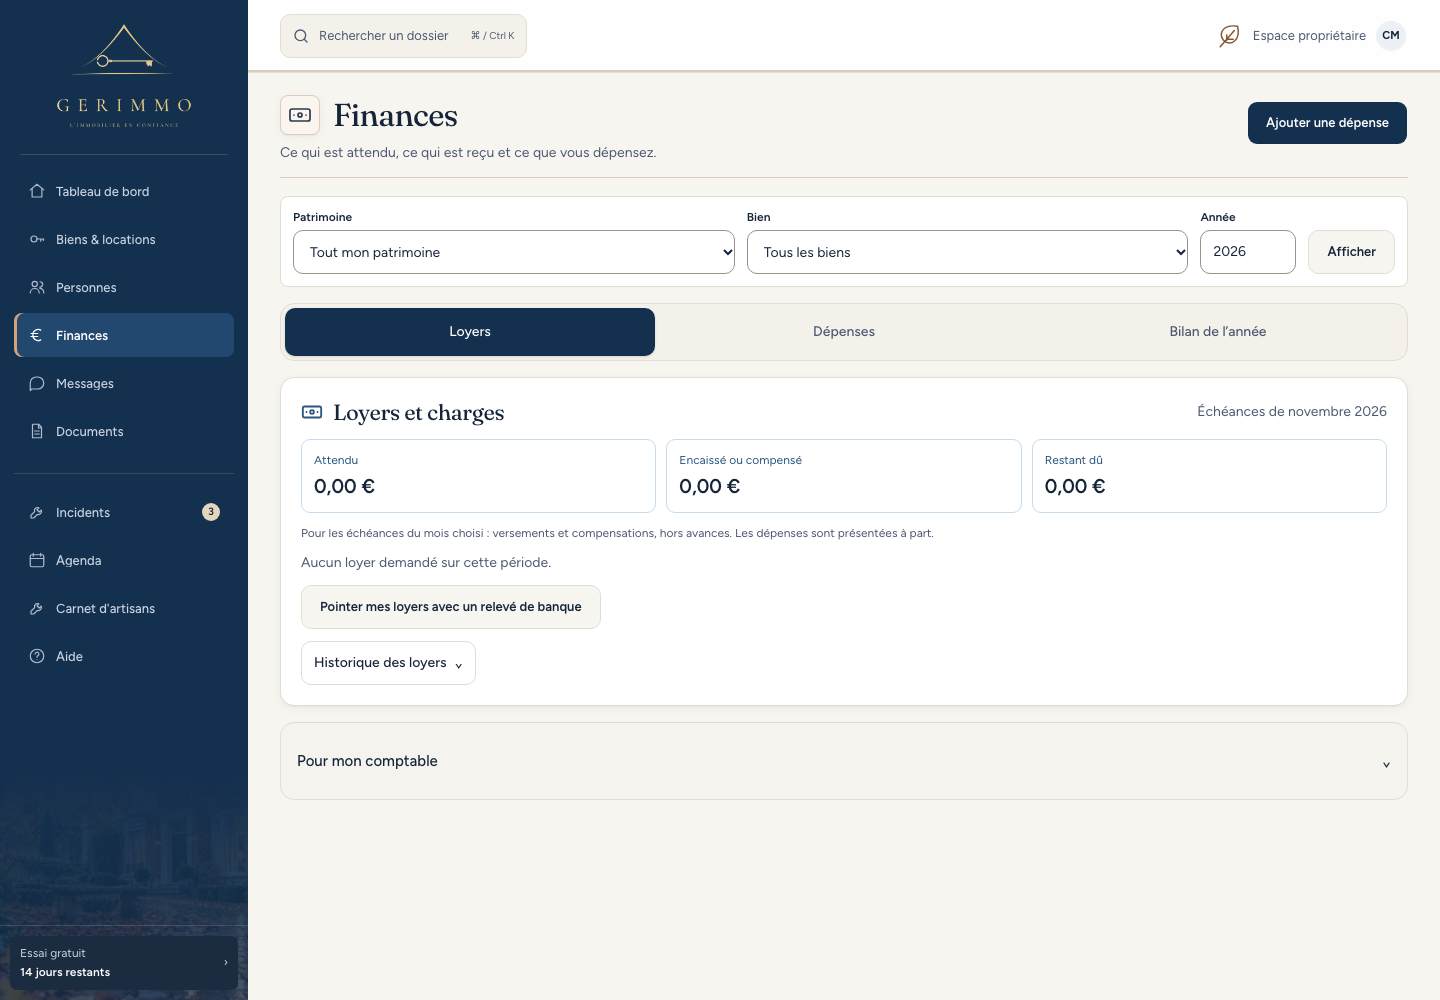 GERIMMO
L'IMMOBILIER EN CONFIANCE
Tableau de bord
Biens & locations
Personnes
Finances
Messages
Documents
Incidents
3
Agenda
Carnet d'artisans
Aide
Essai gratuit
14 jours restants
Rechercher un dossier
⌘ / Ctrl K
Espace propriétaire
CM
Finances
Ce qui est attendu, ce qui est reçu et ce que vous dépensez.
Ajouter une dépense
Patrimoine
Bien
Année
Tout mon patrimoine
Tous les biens
2026
Afficher
Loyers
Dépenses
Bilan de l’année
Loyers et charges
Échéances de novembre 2026
Attendu
0,00 €
Encaissé ou compensé
0,00 €
Restant dû
0,00 €
Pour les échéances du mois choisi : versements et compensations, hors avances. Les dépenses sont présentées à part.
Aucun loyer demandé sur cette période.
Pointer mes loyers avec un relevé de banque
Historique des loyers
Pour mon comptable